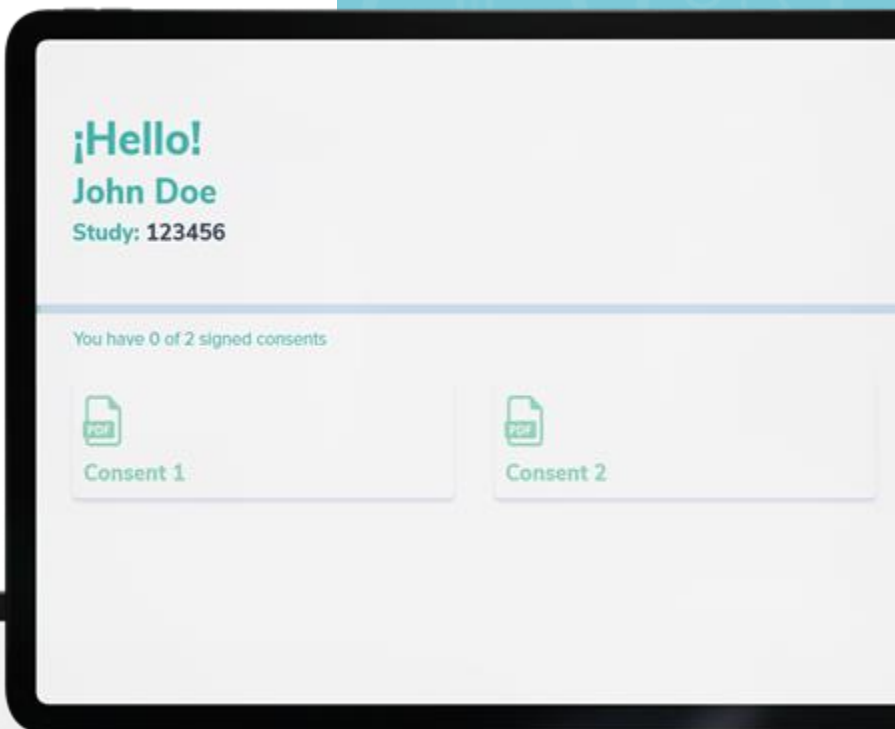 ¡Hello!
John Doe
Study: 123456
You have 0 of 2 signed consents
PDF
Consent 1
PDF
Consent 2